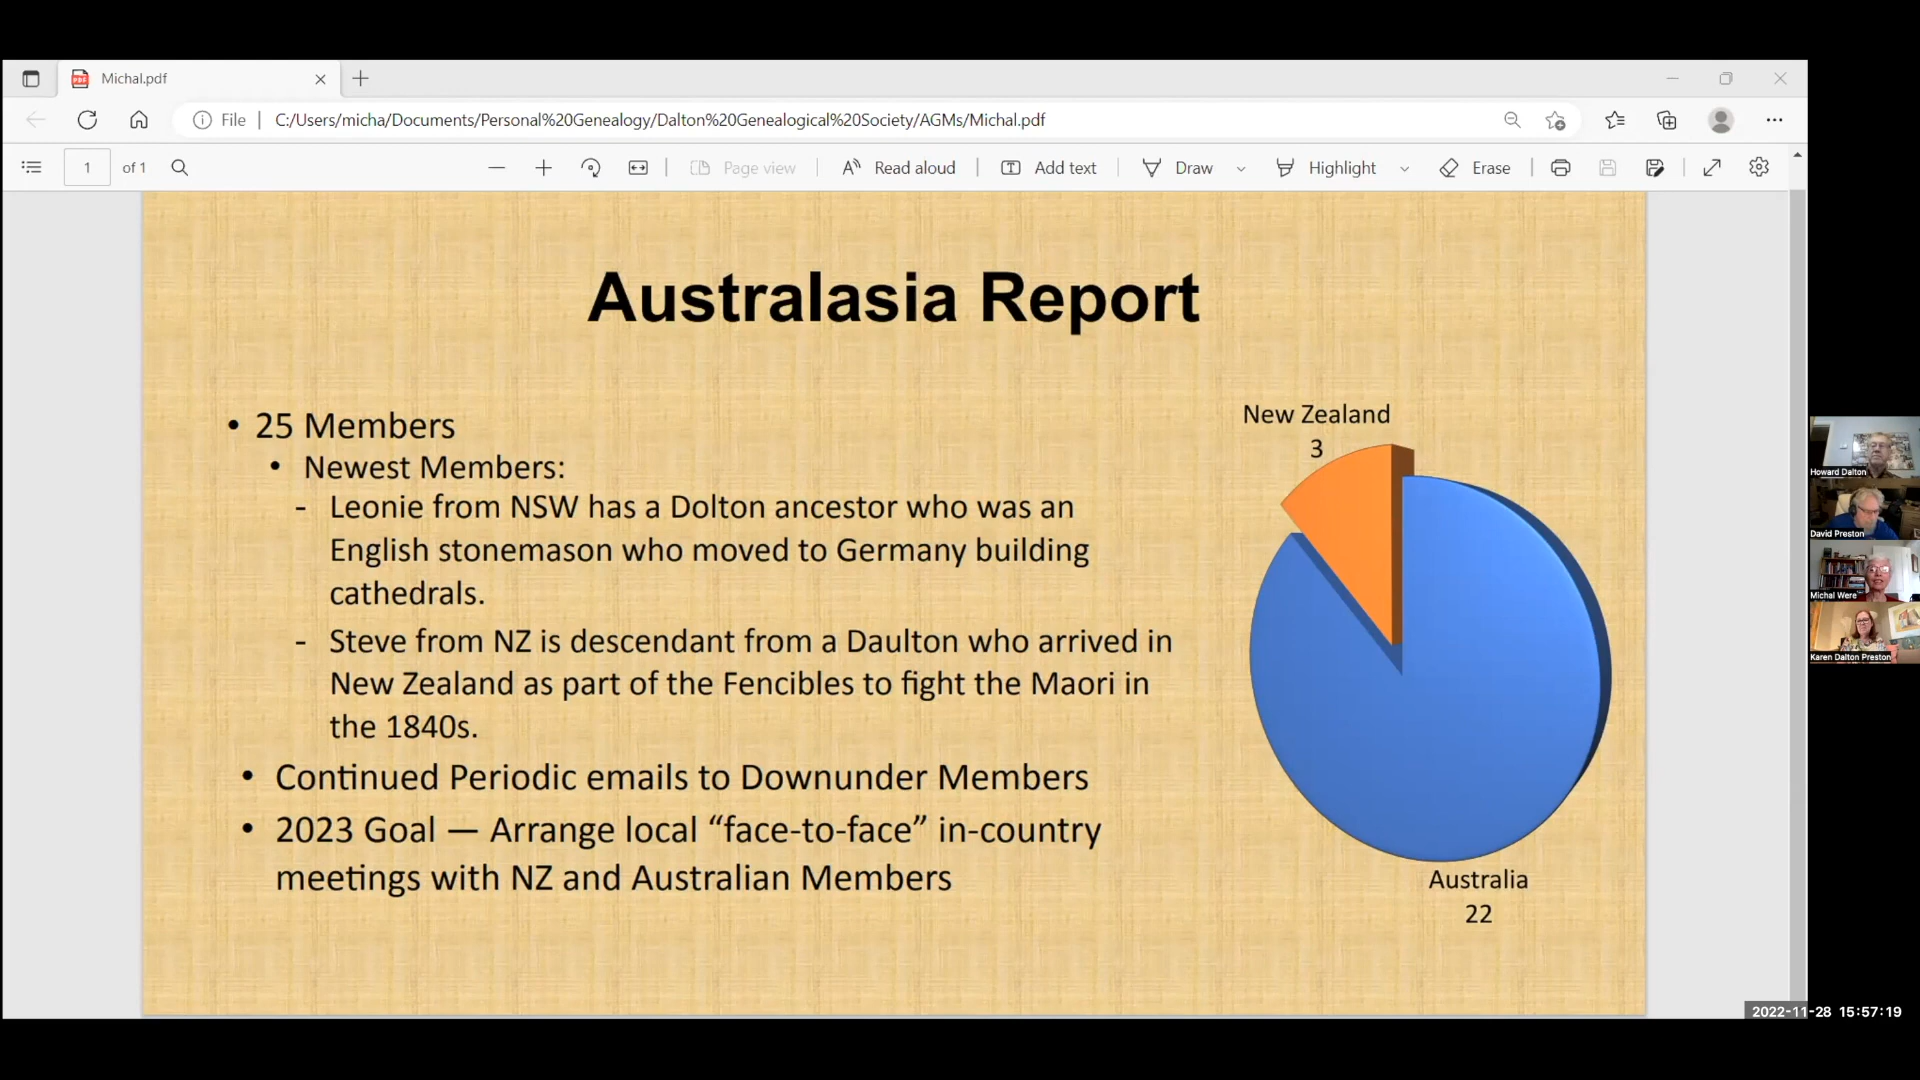 Michal.pdf
File
C:/Users/micha/Documents/Personal%20Genealogy/Dalton%20Genealogical%20Society/AGMs/Michal.pdf
1 of 1
Page view
Read aloud
Add text
Draw
Highlight
Erase
Australasia Report
• 25 Members
• Newest Members:
- Leonie from NSW has a Dolton ancestor who was an
English stonemason who moved to Germany building
cathedrals.
- Steve from NZ is descendant from a Daulton who arrived in
New Zealand as part of the Fencibles to fight the Maori in
the 1840s.
• Continued Periodic emails to Downunder Members
• 2023 Goal — Arrange local “face-to-face” in-country
meetings with NZ and Australian Members
New Zealand
3
Australia
22
Howard Dalton
David Preston
Michal Were
Karen Dalton Preston
2022-11-28 15:57:19